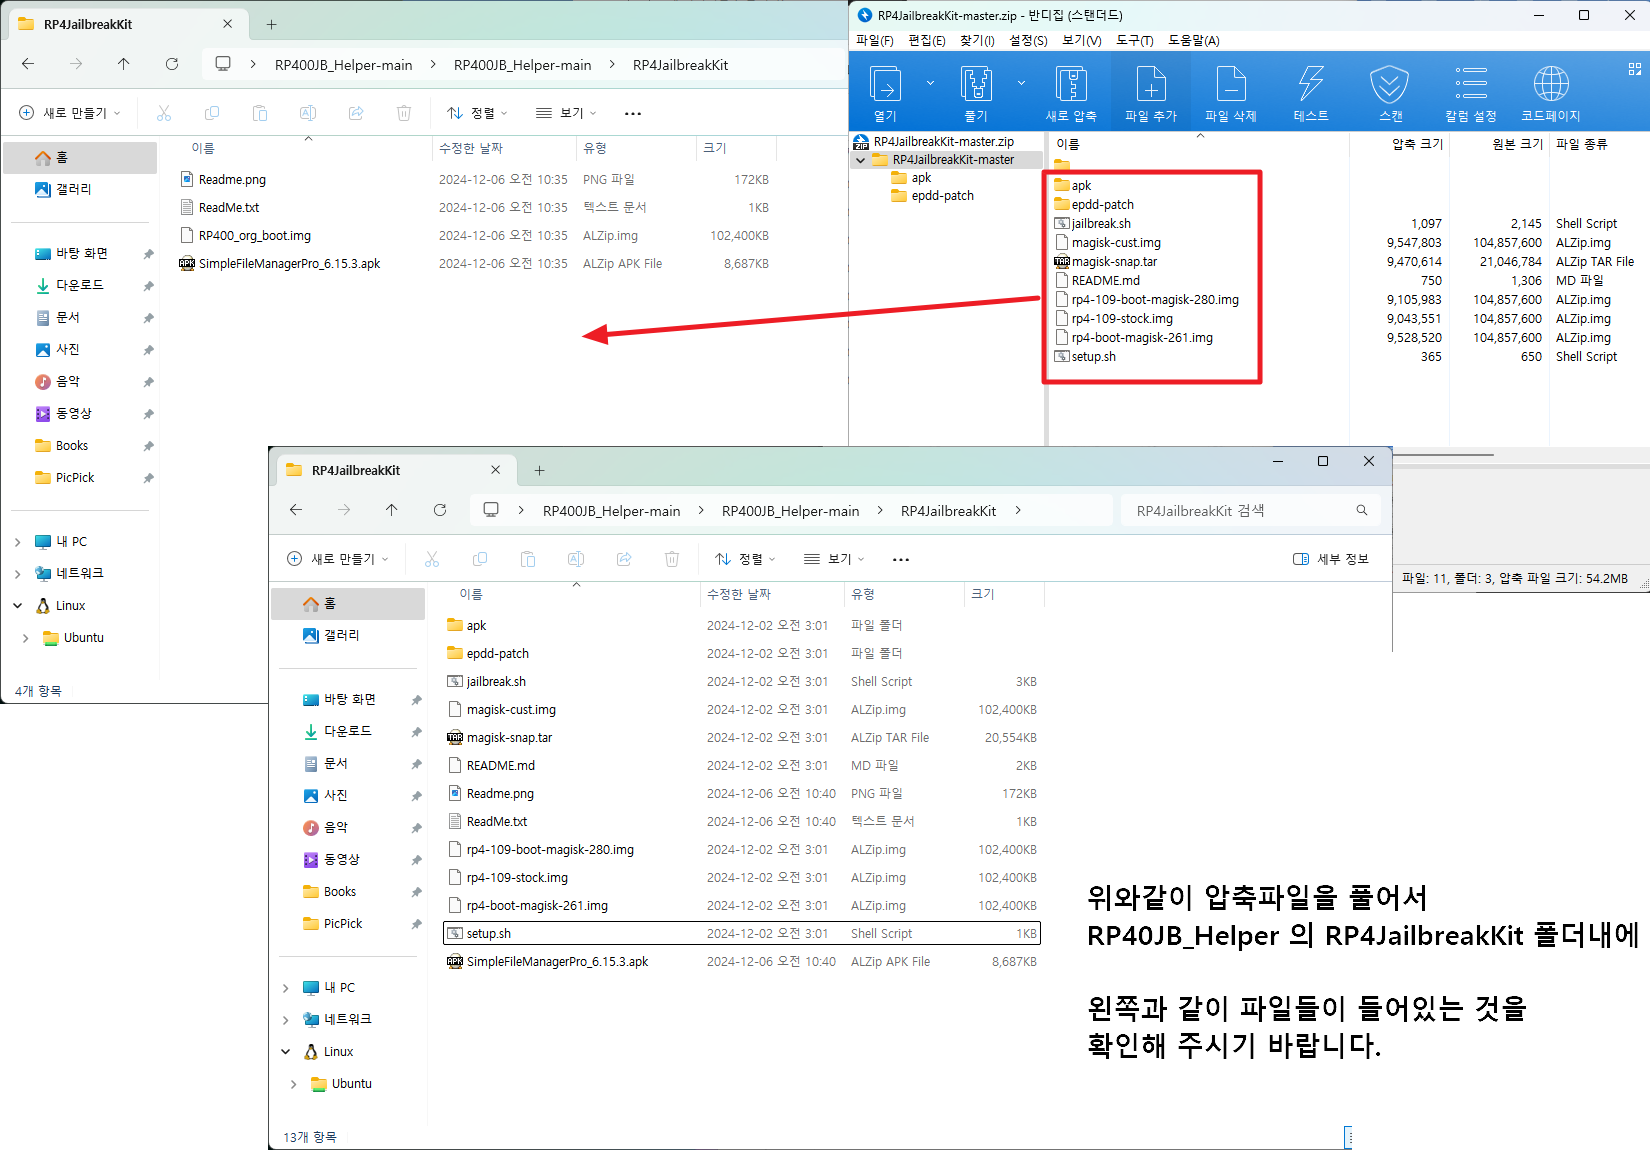 RP4JailbreakKit
RP400JB_Helper-main > RP400JB_Helper-main > RP4JailbreakKit
새로 만들기 정렬 보기 ...
이름 수정한 날짜 유형 크기
Readme.png 2024-12-06 오전 10:35 PNG 파일 172KB
ReadMe.txt 2024-12-06 오전 10:35 텍스트 문서 1KB
RP400_org_boot.img 2024-12-06 오전 10:35 ALZip.img 102,400KB
SimpleFileManagerPro_6.15.3.apk 2024-12-06 오전 10:35 ALZip APK File 8,687KB
홈
갤러리
바탕 화면
다운로드
문서
사진
음악
동영상
Books
PicPick
내 PC
네트워크
Linux
Ubuntu
4개 항목
RP4JailbreakKit-master.zip - 반디집 (스탠더드)
파일(F) 편집(E) 찾기(I) 설정(S) 보기(V) 도구(T) 도움말(A)
열기 풀기 새로 압축 파일 추가 파일 삭제 테스트 스캔 칼럼 설정 코드페이지
RP4JailbreakKit-master.zip
RP4JailbreakKit-master
apk
epdd-patch
이름 압축 크기 원본 크기 파일 종류
..
apk
epdd-patch
jailbreak.sh 1,097 2,145 Shell Script
magisk-cust.img 9,547,803 104,857,600 ALZip.img
magisk-snap.tar 9,470,614 21,046,784 ALZip TAR File
README.md 750 1,306 MD 파일
rp4-109-boot-magisk-280.img 9,105,983 104,857,600 ALZip.img
rp4-109-stock.img 9,043,551 104,857,600 ALZip.img
rp4-boot-magisk-261.img 9,528,520 104,857,600 ALZip.img
setup.sh 365 650 Shell Script
파일: 11, 폴더: 3, 압축 파일 크기: 54.2MB
RP4JailbreakKit
RP400JB_Helper-main > RP400JB_Helper-main > RP4JailbreakKit > RP4JailbreakKit 검색
새로 만들기 정렬 보기 ... 세부 정보
이름 수정한 날짜 유형 크기
apk 2024-12-02 오전 3:01 파일 폴더
epdd-patch 2024-12-02 오전 3:01 파일 폴더
jailbreak.sh 2024-12-02 오전 3:01 Shell Script 3KB
magisk-cust.img 2024-12-02 오전 3:01 ALZip.img 102,400KB
magisk-snap.tar 2024-12-02 오전 3:01 ALZip TAR File 20,554KB
README.md 2024-12-02 오전 3:01 MD 파일 2KB
Readme.png 2024-12-06 오전 10:40 PNG 파일 172KB
ReadMe.txt 2024-12-06 오전 10:40 텍스트 문서 1KB
rp4-109-boot-magisk-280.img 2024-12-02 오전 3:01 ALZip.img 102,400KB
rp4-109-stock.img 2024-12-02 오전 3:01 ALZip.img 102,400KB
rp4-boot-magisk-261.img 2024-12-02 오전 3:01 ALZip.img 102,400KB
setup.sh 2024-12-02 오전 3:01 Shell Script 1KB
SimpleFileManagerPro_6.15.3.apk 2024-12-06 오전 10:40 ALZip APK File 8,687KB
홈
갤러리
바탕 화면
다운로드
문서
사진
음악
동영상
Books
PicPick
내 PC
네트워크
Linux
Ubuntu
13개 항목
위와같이 압축파일을 풀어서
RP40JB_Helper 의 RP4JailbreakKit 폴더내에
왼쪽과 같이 파일들이 들어있는 것을
확인해 주시기 바랍니다.